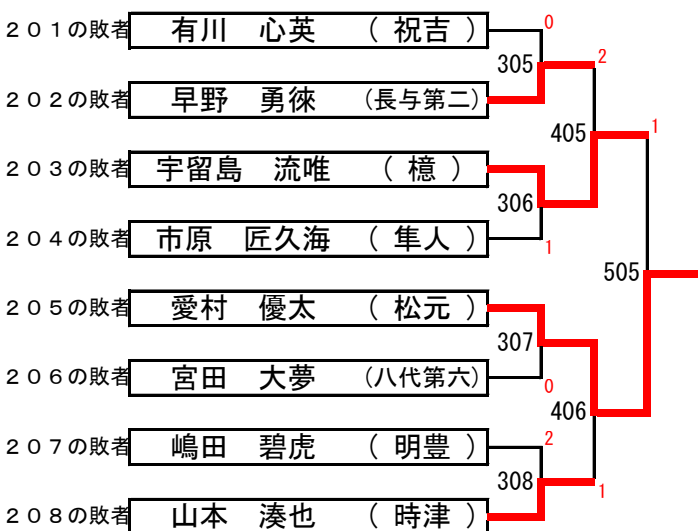 201の敗者 有川 心英 (祝吉) 0
305 2
202の敗者 早野 勇徠 (長与第二)
405 1
203の敗者 宇留島 流唯 (檍)
306
204の敗者 市原 匠久海 (隼人) 1
505
205の敗者 愛村 優太 (松元)
307
206の敗者 宮田 大夢 (八代第六) 0
406
207の敗者 嶋田 碧虎 (明豊) 2
308 1
208の敗者 山本 湊也 (時津)